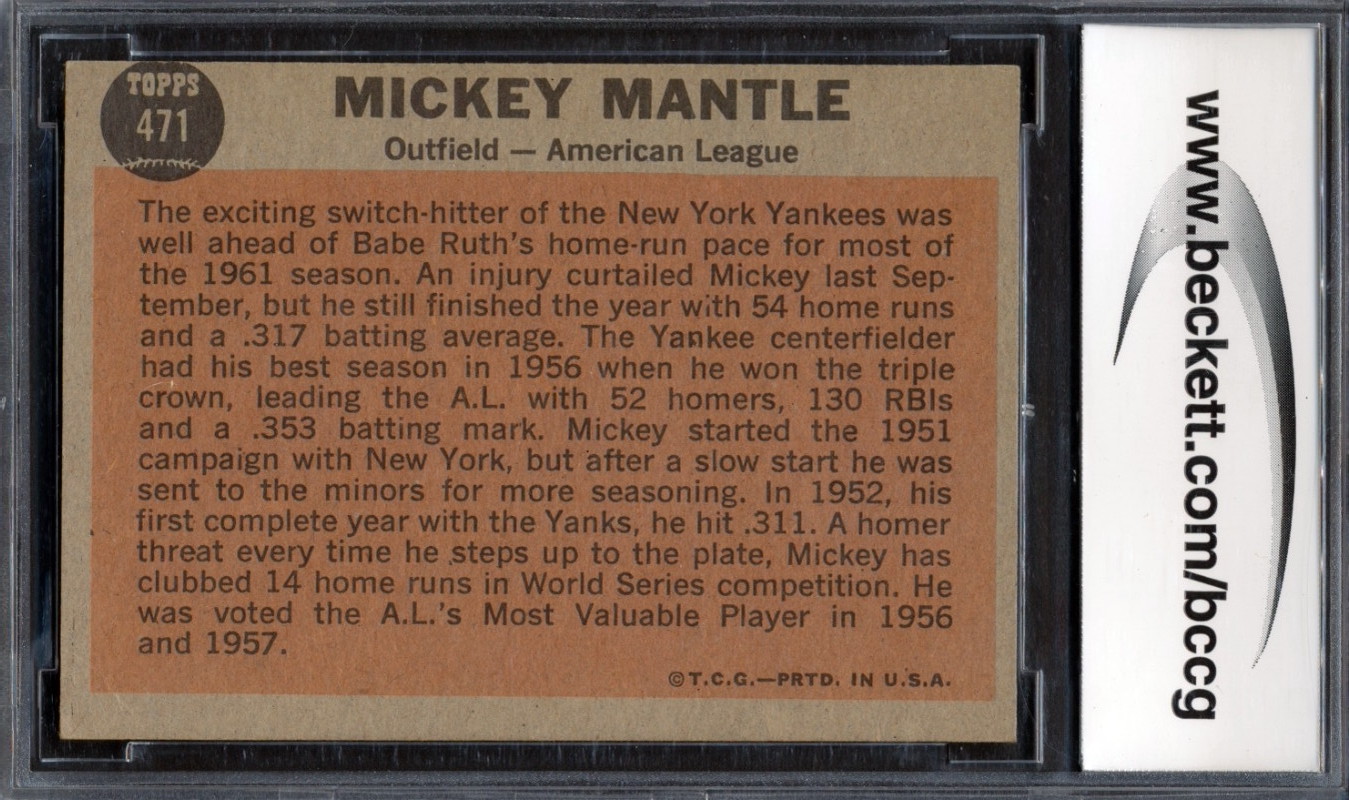 TOPPS
471
MICKEY MANTLE
Outfield — American League
The exciting switch-hitter of the New York Yankees was
well ahead of Babe Ruth's home-run pace for most of
the 1961 season. An injury curtailed Mickey last Sep-
tember, but he still finished the year with 54 home runs
and a .317 batting average. The Yankee centerfielder
had his best season in 1956 when he won the triple
crown, leading the A.L. with 52 homers, 130 RBIs
and a .353 batting mark. Mickey started the 1951
campaign with New York, but after a slow start he was
sent to the minors for more seasoning. In 1952, his
first complete year with the Yanks, he hit .311. A homer
threat every time he steps up to the plate, Mickey has
clubbed 14 home runs in World Series competition. He
was voted the A.L.'s Most Valuable Player in 1956
and 1957.
©T.C.G.—PRTD. IN U.S.A.
www.beckett.com/bccg